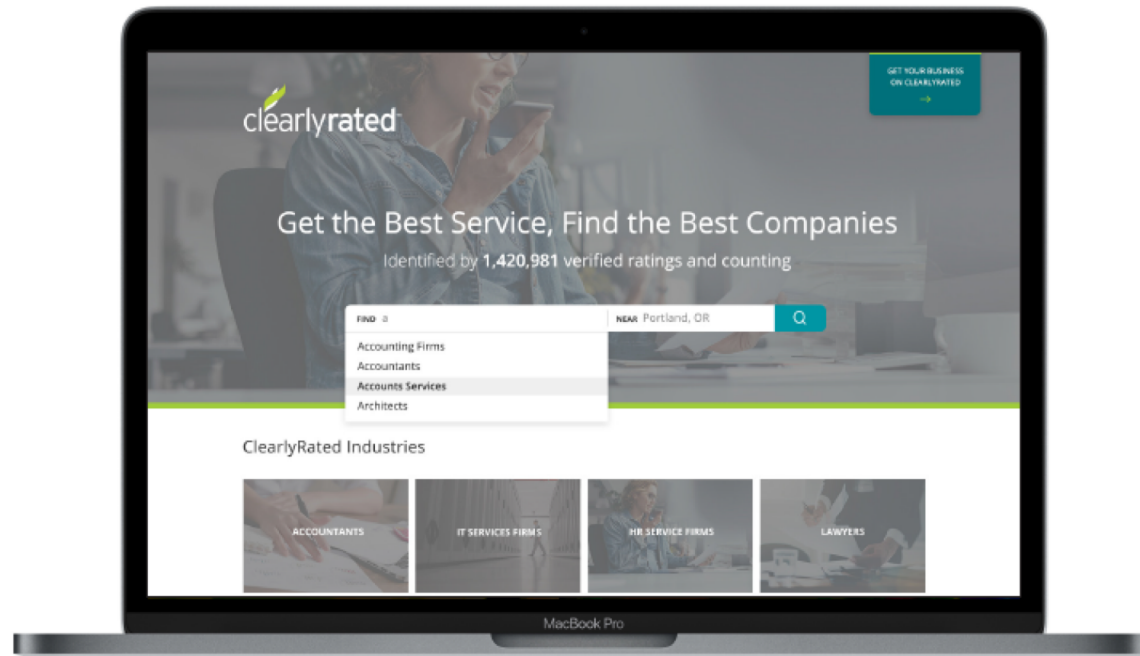 GET YOUR BUSINESS
ON CLEARLYRATED
→
clearlyrated
Get the Best Service, Find the Best Companies
Identified by 1,420,981 verified ratings and counting
FIND a
NEAR Portland, OR
Accounting Firms
Accountants
Accounts Services
Architects
ClearlyRated Industries
ACCOUNTANTS
IT SERVICES FIRMS
HR SERVICE FIRMS
LAWYERS
MacBook Pro